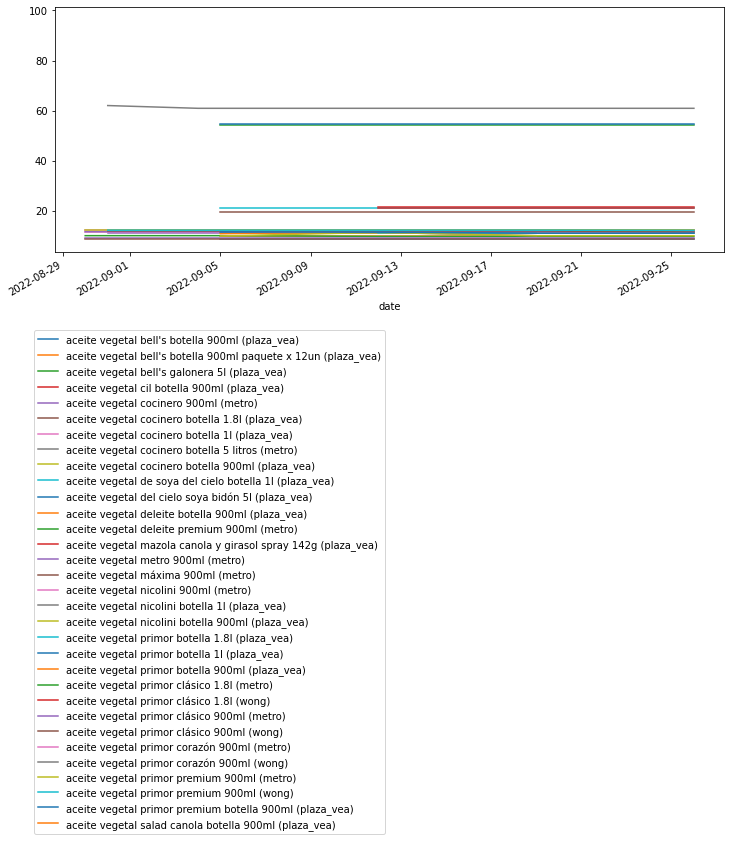 100
80
60
40
20
2022-08-29
2022-09-01
2022-09-05
2022-09-09
2022-09-13
2022-09-17
2022-09-21
2022-09-25
date
aceite vegetal bell's botella 900ml (plaza_vea)
aceite vegetal bell's botella 900ml paquete x 12un (plaza_vea)
aceite vegetal bell's galonera 5l (plaza_vea)
aceite vegetal cil botella 900ml (plaza_vea)
aceite vegetal cocinero 900ml (metro)
aceite vegetal cocinero botella 1.8l (plaza_vea)
aceite vegetal cocinero botella 1l (plaza_vea)
aceite vegetal cocinero botella 5 litros (metro)
aceite vegetal cocinero botella 900ml (plaza_vea)
aceite vegetal de soya del cielo botella 1l (plaza_vea)
aceite vegetal del cielo soya bidón 5l (plaza_vea)
aceite vegetal deleite botella 900ml (plaza_vea)
aceite vegetal deleite premium 900ml (metro)
aceite vegetal mazola canola y girasol spray 142g (plaza_vea)
aceite vegetal metro 900ml (metro)
aceite vegetal máxima 900ml (metro)
aceite vegetal nicolini 900ml (metro)
aceite vegetal nicolini botella 1l (plaza_vea)
aceite vegetal nicolini botella 900ml (plaza_vea)
aceite vegetal primor botella 1.8l (plaza_vea)
aceite vegetal primor botella 1l (plaza_vea)
aceite vegetal primor botella 900ml (plaza_vea)
aceite vegetal primor clásico 1.8l (metro)
aceite vegetal primor clásico 1.8l (wong)
aceite vegetal primor clásico 900ml (metro)
aceite vegetal primor clásico 900ml (wong)
aceite vegetal primor corazón 900ml (metro)
aceite vegetal primor corazón 900ml (wong)
aceite vegetal primor premium 900ml (metro)
aceite vegetal primor premium 900ml (wong)
aceite vegetal primor premium botella 900ml (plaza_vea)
aceite vegetal salad canola botella 900ml (plaza_vea)